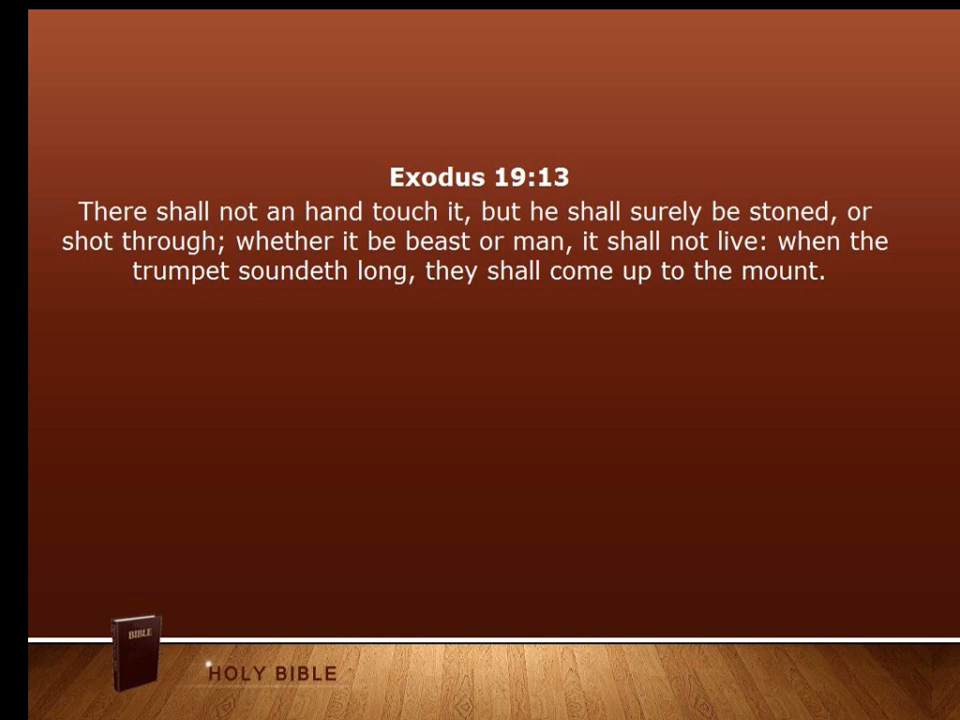 Exodus 19:13
There shall not an hand touch it, but he shall surely be stoned, or
shot through; whether it be beast or man, it shall not live: when the
trumpet soundeth long, they shall come up to the mount.
BIBLE
HOLY BIBLE